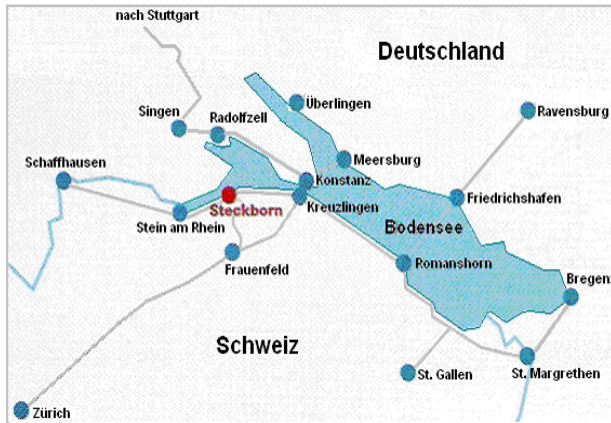 nach Stuttgart
Deutschland
Überlingen
Ravensburg
Singen
Radolfzell
Meersburg
Schaffhausen
Konstanz
Friedrichshafen
Steckborn
Kreuzlingen
Stein am Rhein
Bodensee
Frauenfeld
Romanshorn
Bregenz
Schweiz
St. Gallen
St. Margrethen
Zürich